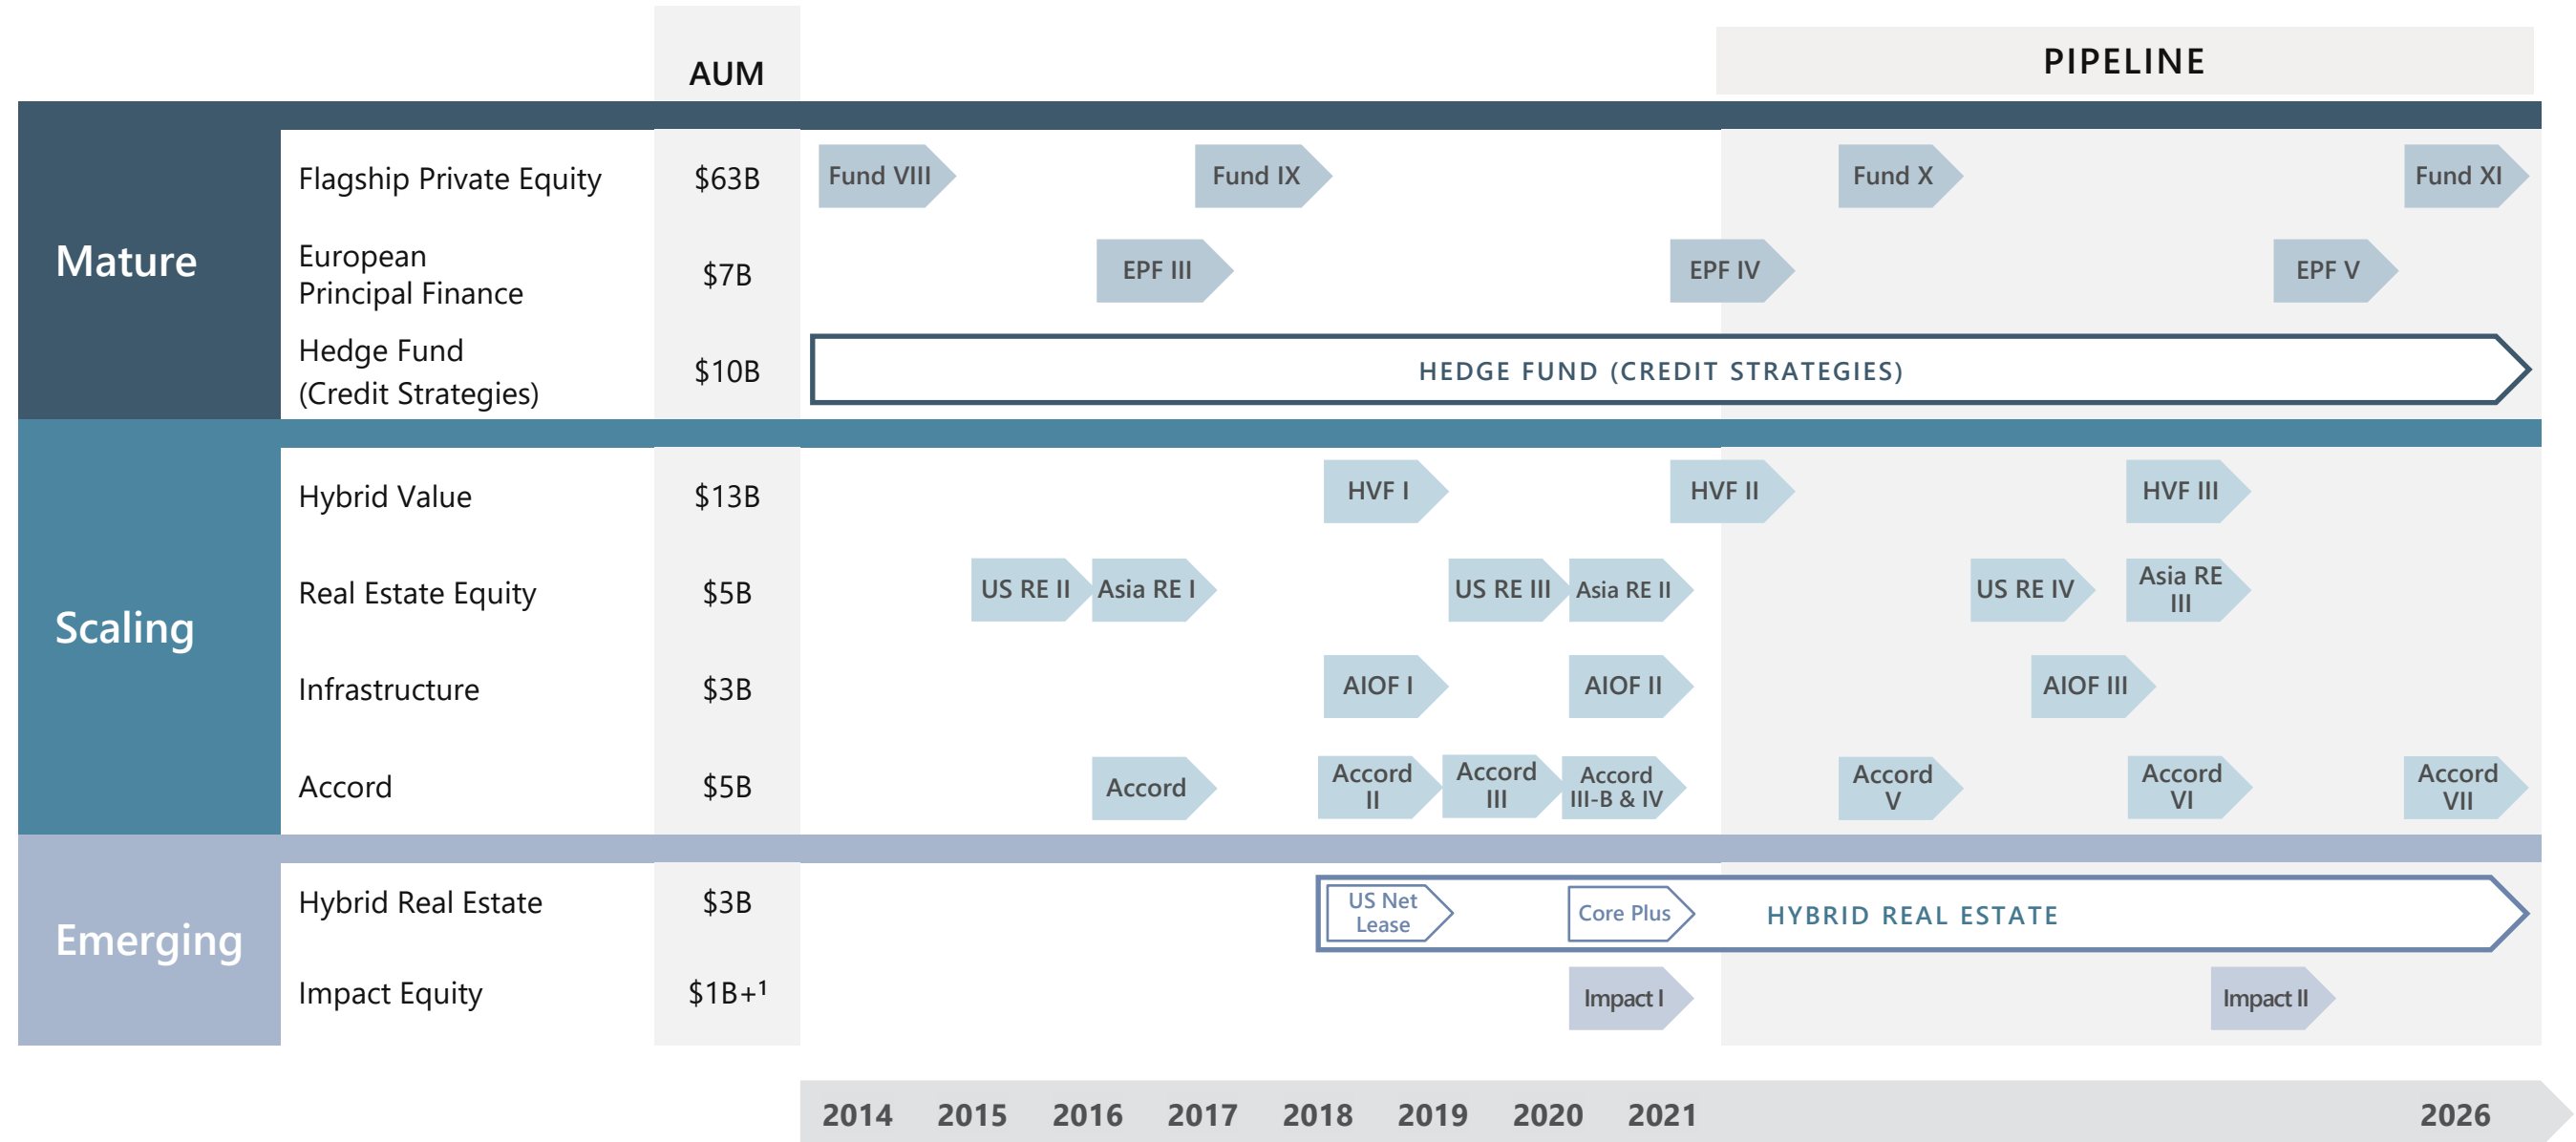 AUM
PIPELINE
Mature
Flagship Private Equity
$63B
Fund VIII
Fund IX
Fund X
Fund XI
European
Principal Finance
$7B
EPF III
EPF IV
EPF V
Hedge Fund
(Credit Strategies)
$10B
HEDGE FUND (CREDIT STRATEGIES)
Scaling
Hybrid Value
$13B
HVF I
HVF II
HVF III
Real Estate Equity
$5B
US RE II
Asia RE I
US RE III
Asia RE II
US RE IV
Asia RE
III
Infrastructure
$3B
AIOF I
AIOF II
AIOF III
Accord
$5B
Accord
Accord
II
Accord
III
Accord
III-B & IV
Accord
V
Accord
VI
Accord
VII
Emerging
Hybrid Real Estate
$3B
US Net
Lease
Core Plus
HYBRID REAL ESTATE
Impact Equity
$1B+¹
Impact I
Impact II
2014 2015 2016 2017 2018 2019 2020 2021 2026